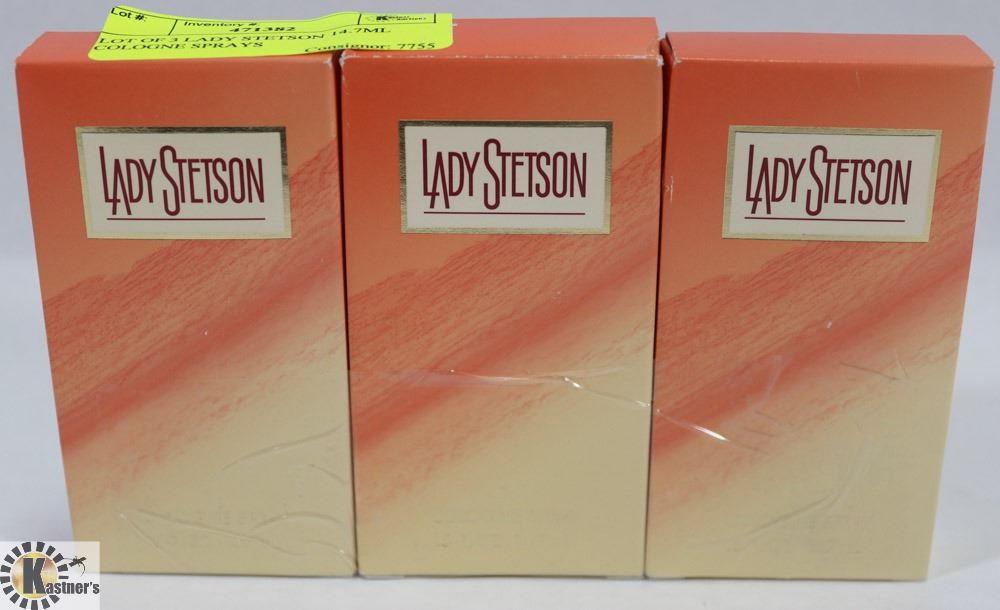 Lot #:
Inventory #:
471382
LOT OF 3 LADY STETSON 14.7ML
COLOGNE SPRAYS
Consignor: 7755
LADY STETSON
LADY STETSON
LADY STETSON
Kastner's